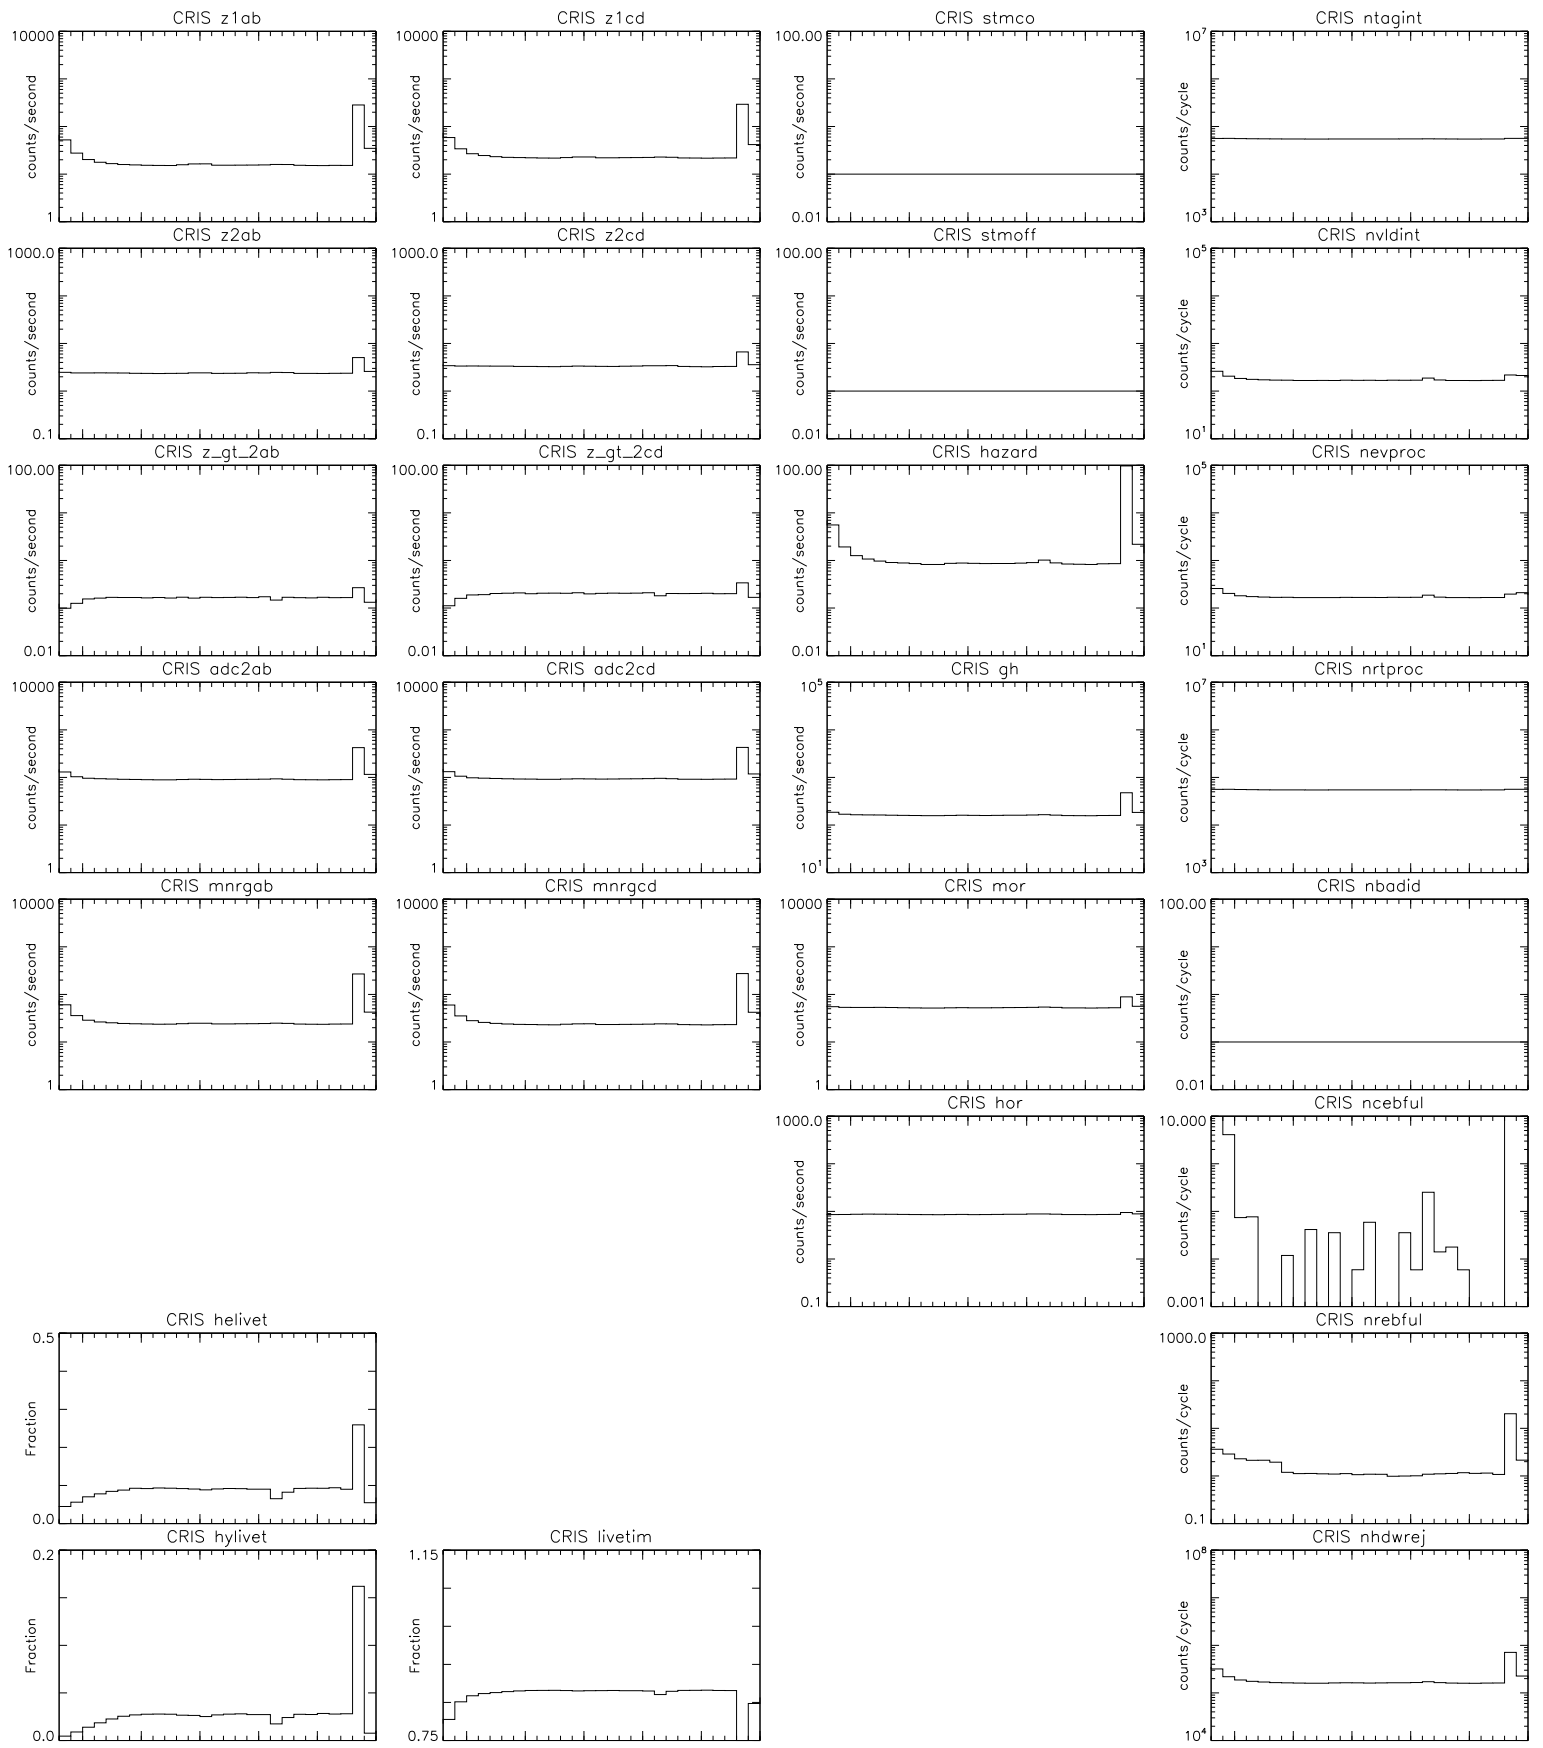 CRIS z1ab
10000
counts/second
1
CRIS z1cd
10000
counts/second
1
CRIS stmco
100.00
counts/second
0.01
CRIS ntagint
10⁷
counts/cycle
10³
CRIS z2ab
1000.0
counts/second
0.1
CRIS z2cd
1000.0
counts/second
0.1
CRIS stmoff
100.00
counts/second
0.01
CRIS nvldint
10⁵
counts/cycle
10¹
CRIS z_gt_2ab
100.00
counts/second
0.01
CRIS z_gt_2cd
100.00
counts/second
0.01
CRIS hazard
100.00
counts/second
0.01
CRIS nevproc
10⁵
counts/cycle
10¹
CRIS adc2ab
10000
counts/second
1
CRIS adc2cd
10000
counts/second
1
CRIS gh
10⁵
counts/second
10¹
CRIS nrtproc
10⁷
counts/cycle
10³
CRIS mnrgab
10000
counts/second
1
CRIS mnrgcd
10000
counts/second
1
CRIS mor
10000
counts/second
1
CRIS nbadid
100.00
counts/cycle
0.01
CRIS hor
1000.0
counts/second
0.1
CRIS ncebful
10.000
counts/cycle
0.001
CRIS helivet
0.5
Fraction
0.0
CRIS nrebful
1000.0
counts/cycle
0.1
CRIS hylivet
0.2
Fraction
0.0
CRIS livetim
1.15
Fraction
0.75
CRIS nhdwrej
10⁸
counts/cycle
10⁴